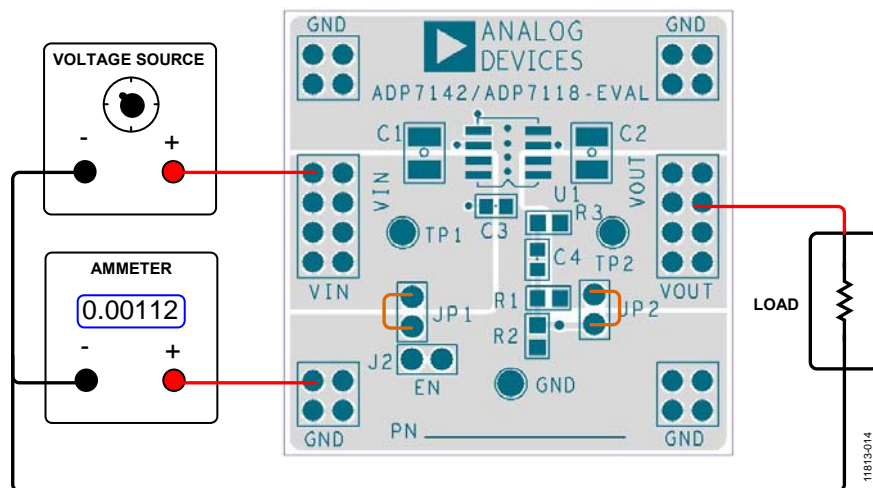 GND
ANALOG
DEVICES
GND
VOLTAGE SOURCE
ADP7142/ADP7118-EVAL
C1
C2
-
+
VIN
VOUT
U1
R3
C3
TP1
C4
TP2
AMMETER
0.00112
VIN
R1
VOUT
LOAD
JP1
JP2
R2
-
+
J2
EN
GND
GND
PN
GND
11813-014